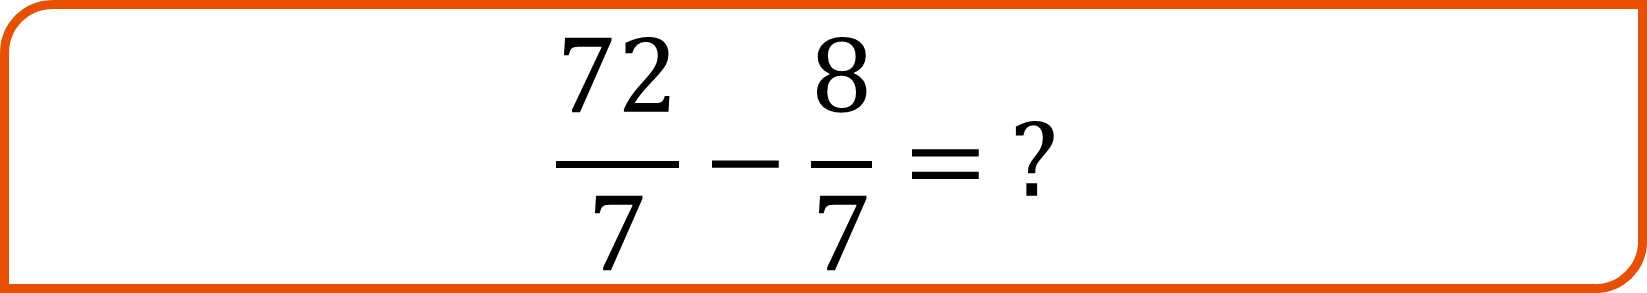 72/7 − 8/7 = ?